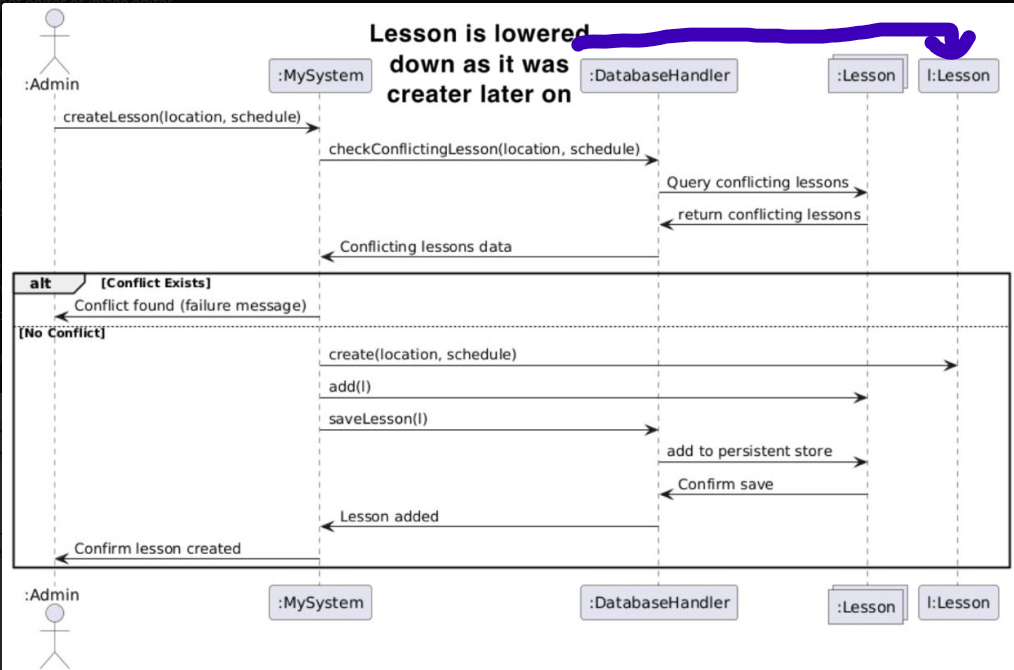 Lesson is lowered
down as it was
creater later on
:Admin
:MySystem
:DatabaseHandler
:Lesson
l:Lesson
createLesson(location, schedule)
checkConflictingLesson(location, schedule)
Query conflicting lessons
return conflicting lessons
Conflicting lessons data
alt
[Conflict Exists]
Conflict found (failure message)
[No Conflict]
create(location, schedule)
add(l)
saveLesson(l)
add to persistent store
Confirm save
Lesson added
Confirm lesson created
:Admin
:MySystem
:DatabaseHandler
:Lesson
l:Lesson